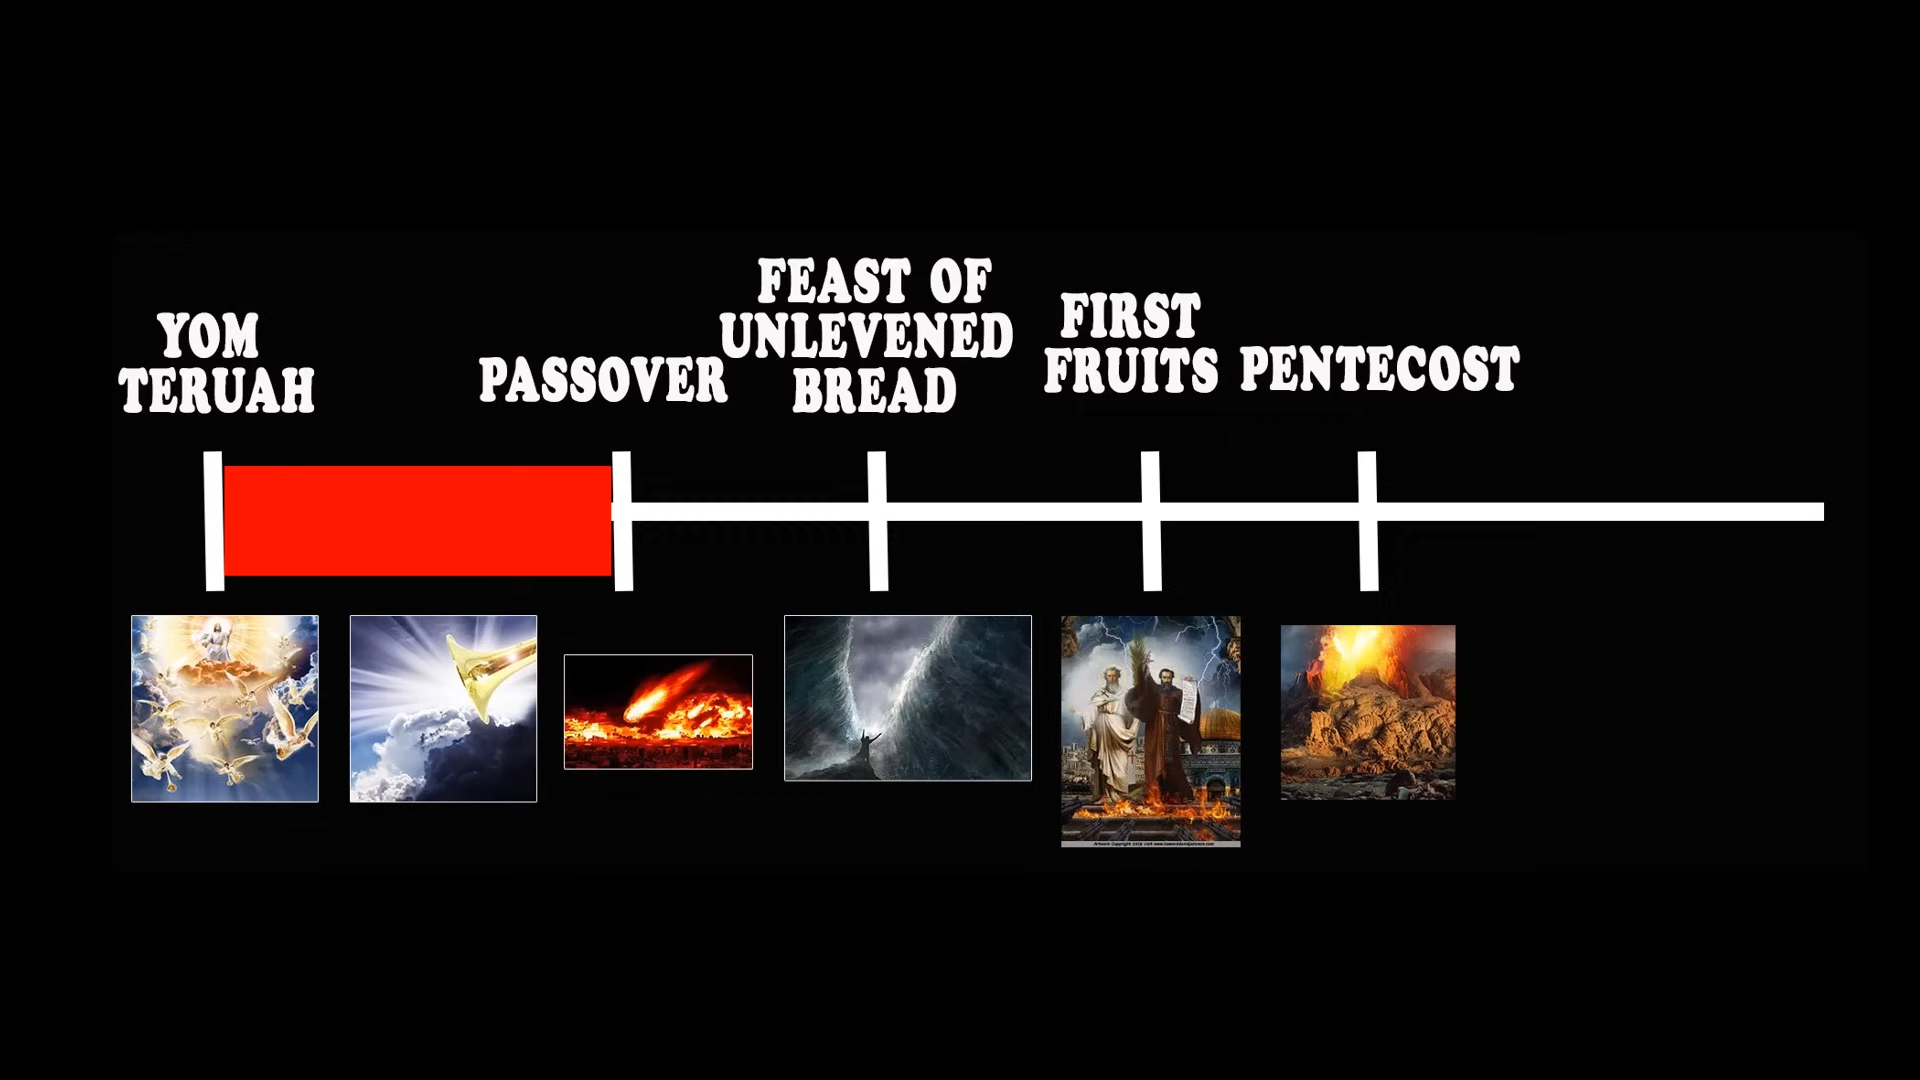 YOM
TERUAH
PASSOVER
FEAST OF
UNLEVENED
BREAD
FIRST
FRUITS
PENTECOST